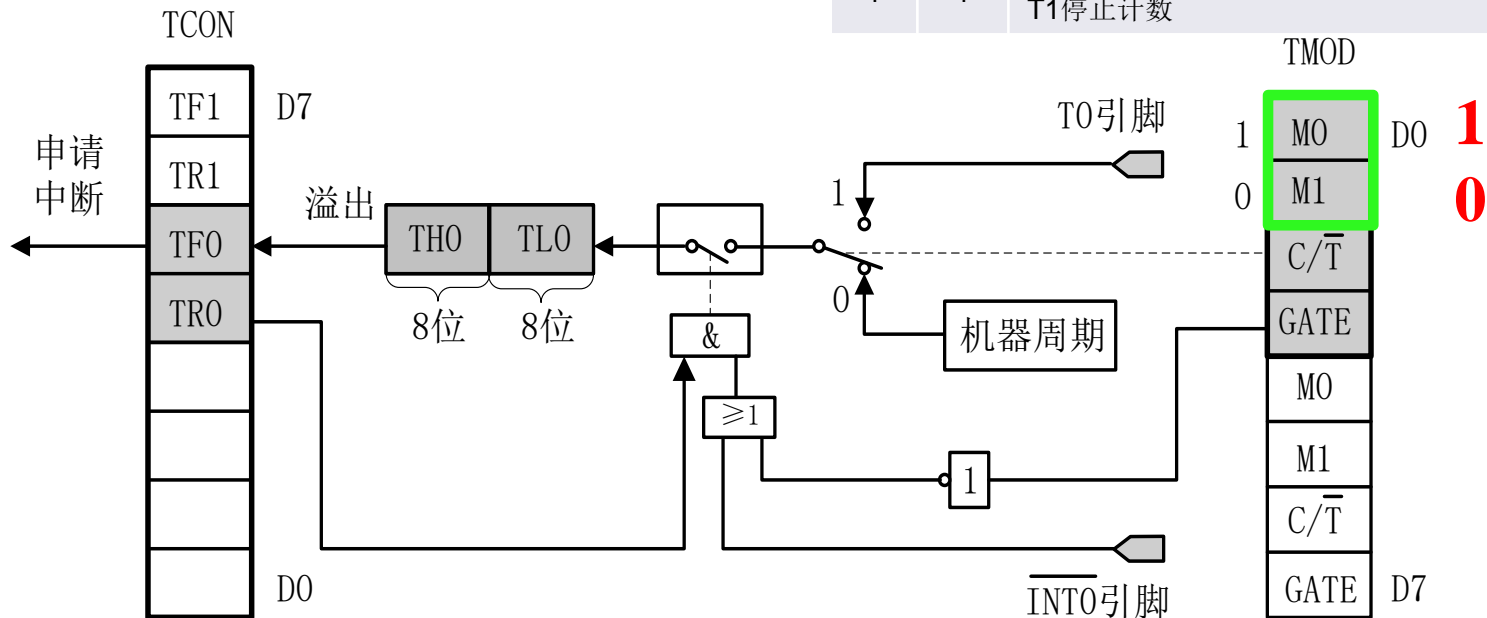 T1停止计数
TCON
TMOD
TF1 D7
TR1
TF0
TR0
D0
申请
中断
溢出
TH0 TL0
8位 8位
&
≥1
1
T0引脚
1
0
机器周期
INT0引脚
1 M0 D0 1
0 M1 0
C/T
GATE
M0
M1
C/T
GATE D7